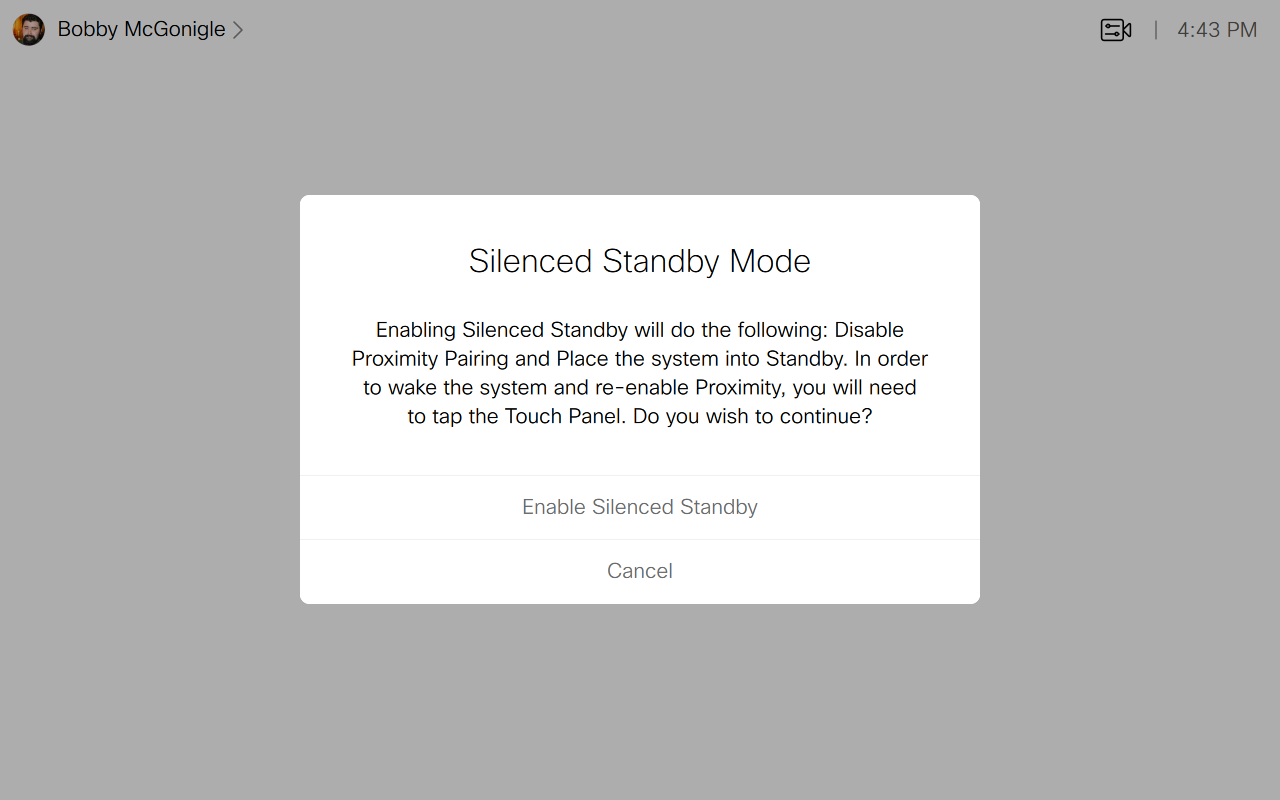 Bobby McGonigle
4:43 PM
Silenced Standby Mode
Enabling Silenced Standby will do the following: Disable
Proximity Pairing and Place the system into Standby. In order
to wake the system and re-enable Proximity, you will need
to tap the Touch Panel. Do you wish to continue?
Enable Silenced Standby
Cancel